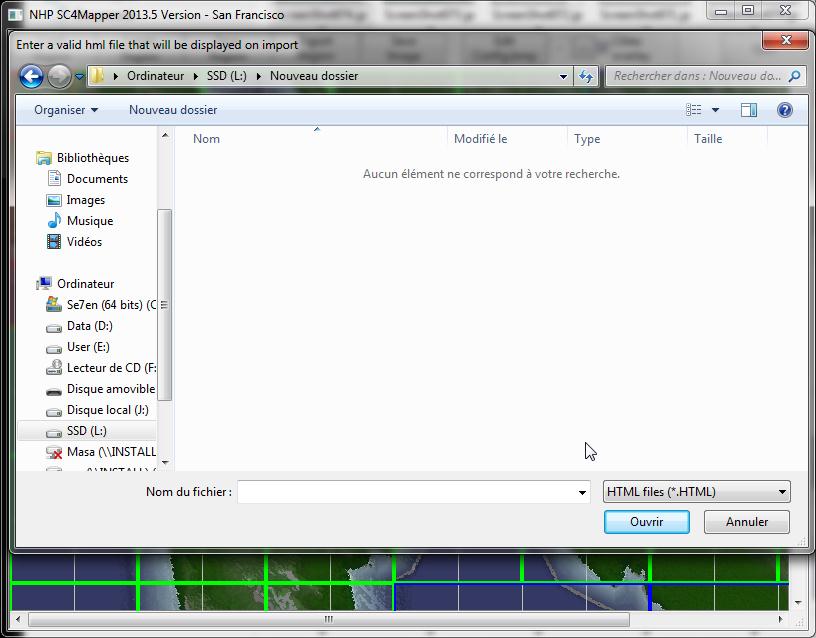 NHP SC4Mapper 2013.5 Version - San Francisco
Enter a valid hml file that will be displayed on import
Ordinateur SSD (L:) Nouveau dossier
Rechercher dans : Nouveau do...
Organiser Nouveau dossier
Nom Modifié le Type Taille
Aucun élément ne correspond à votre recherche.
Bibliothèques
Documents
Images
Musique
Vidéos
Ordinateur
Se7en (64 bits) (C
Data (D:)
User (E:)
Lecteur de CD (F:
Disque amovible
Disque local (J:)
SSD (L:)
Masa (\\INSTALL
Nom du fichier :
HTML files (*.HTML)
Ouvrir Annuler